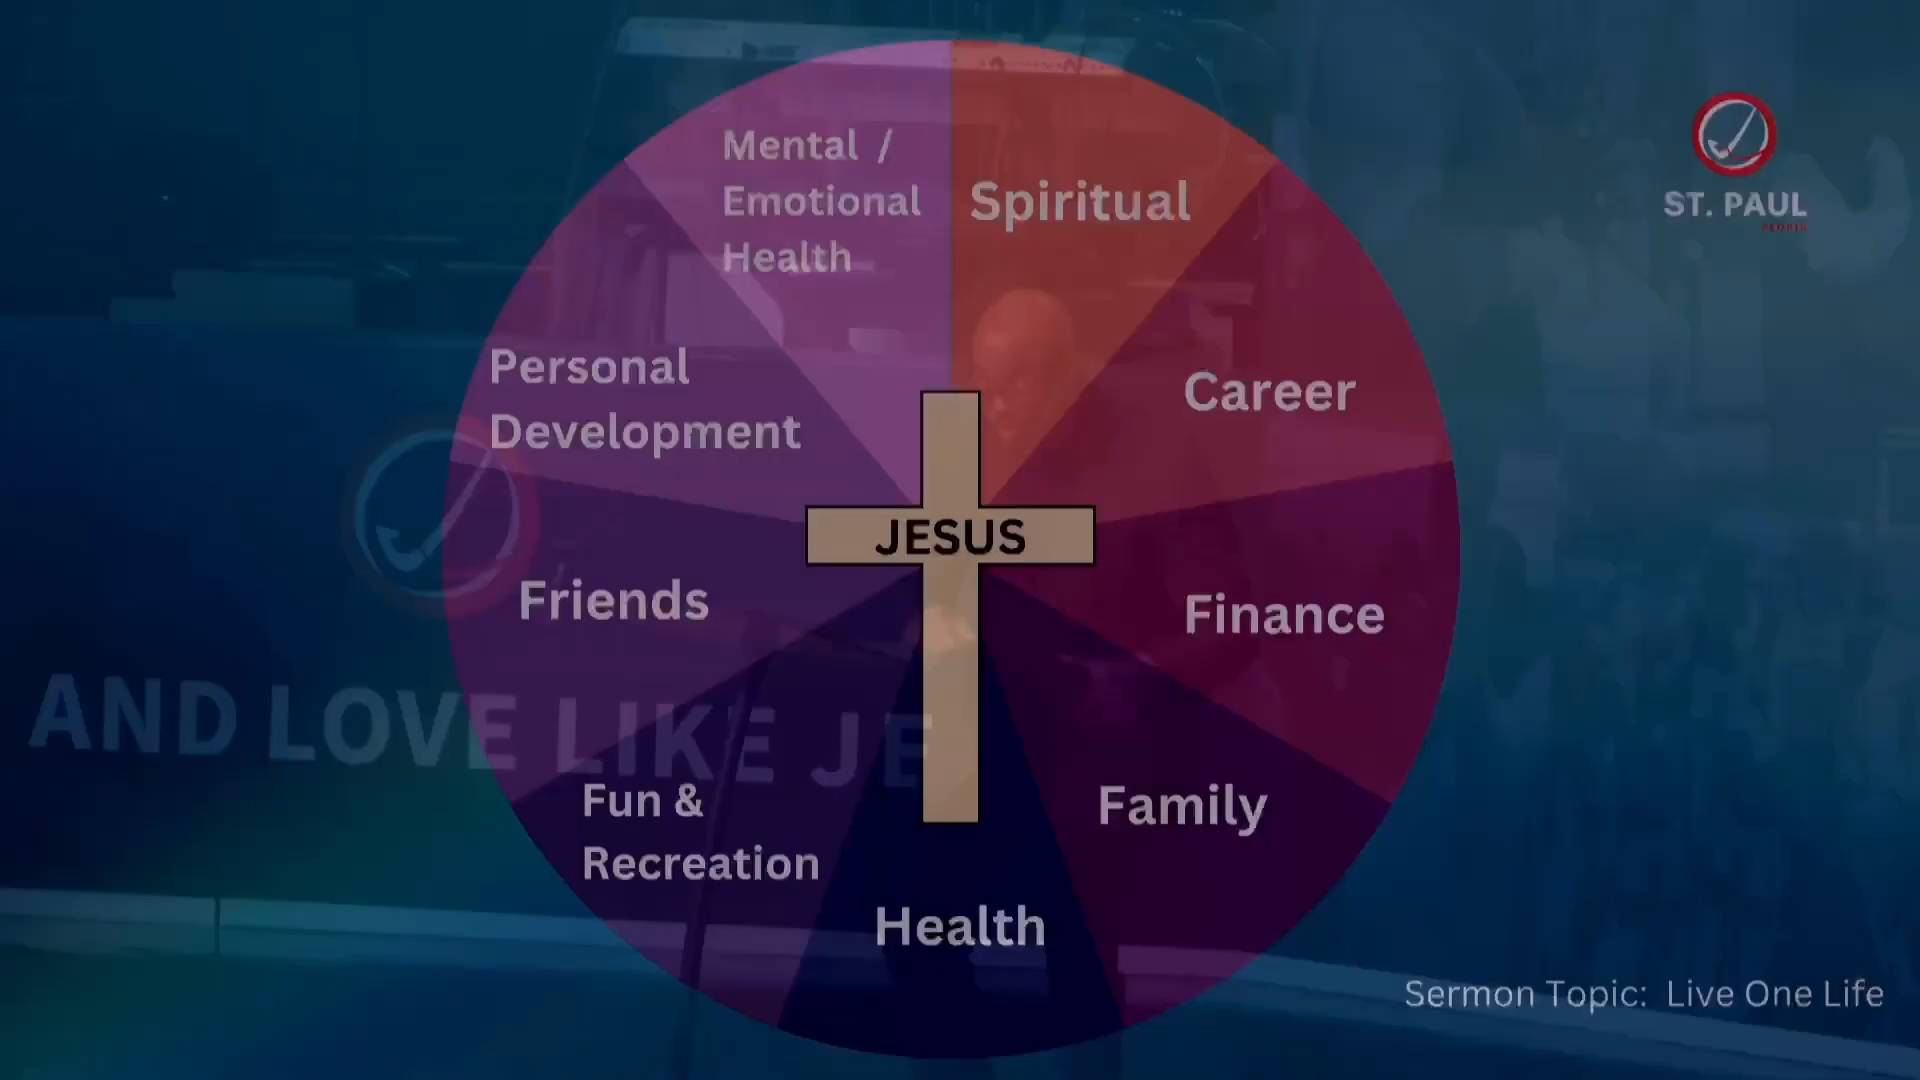 Mental /
Emotional
Health
Spiritual
ST. PAUL
PEORIA
Personal
Development
Career
JESUS
Friends
Finance
AND LOVE LIKE JE
Fun &
Recreation
Family
Health
Sermon Topic: Live One Life